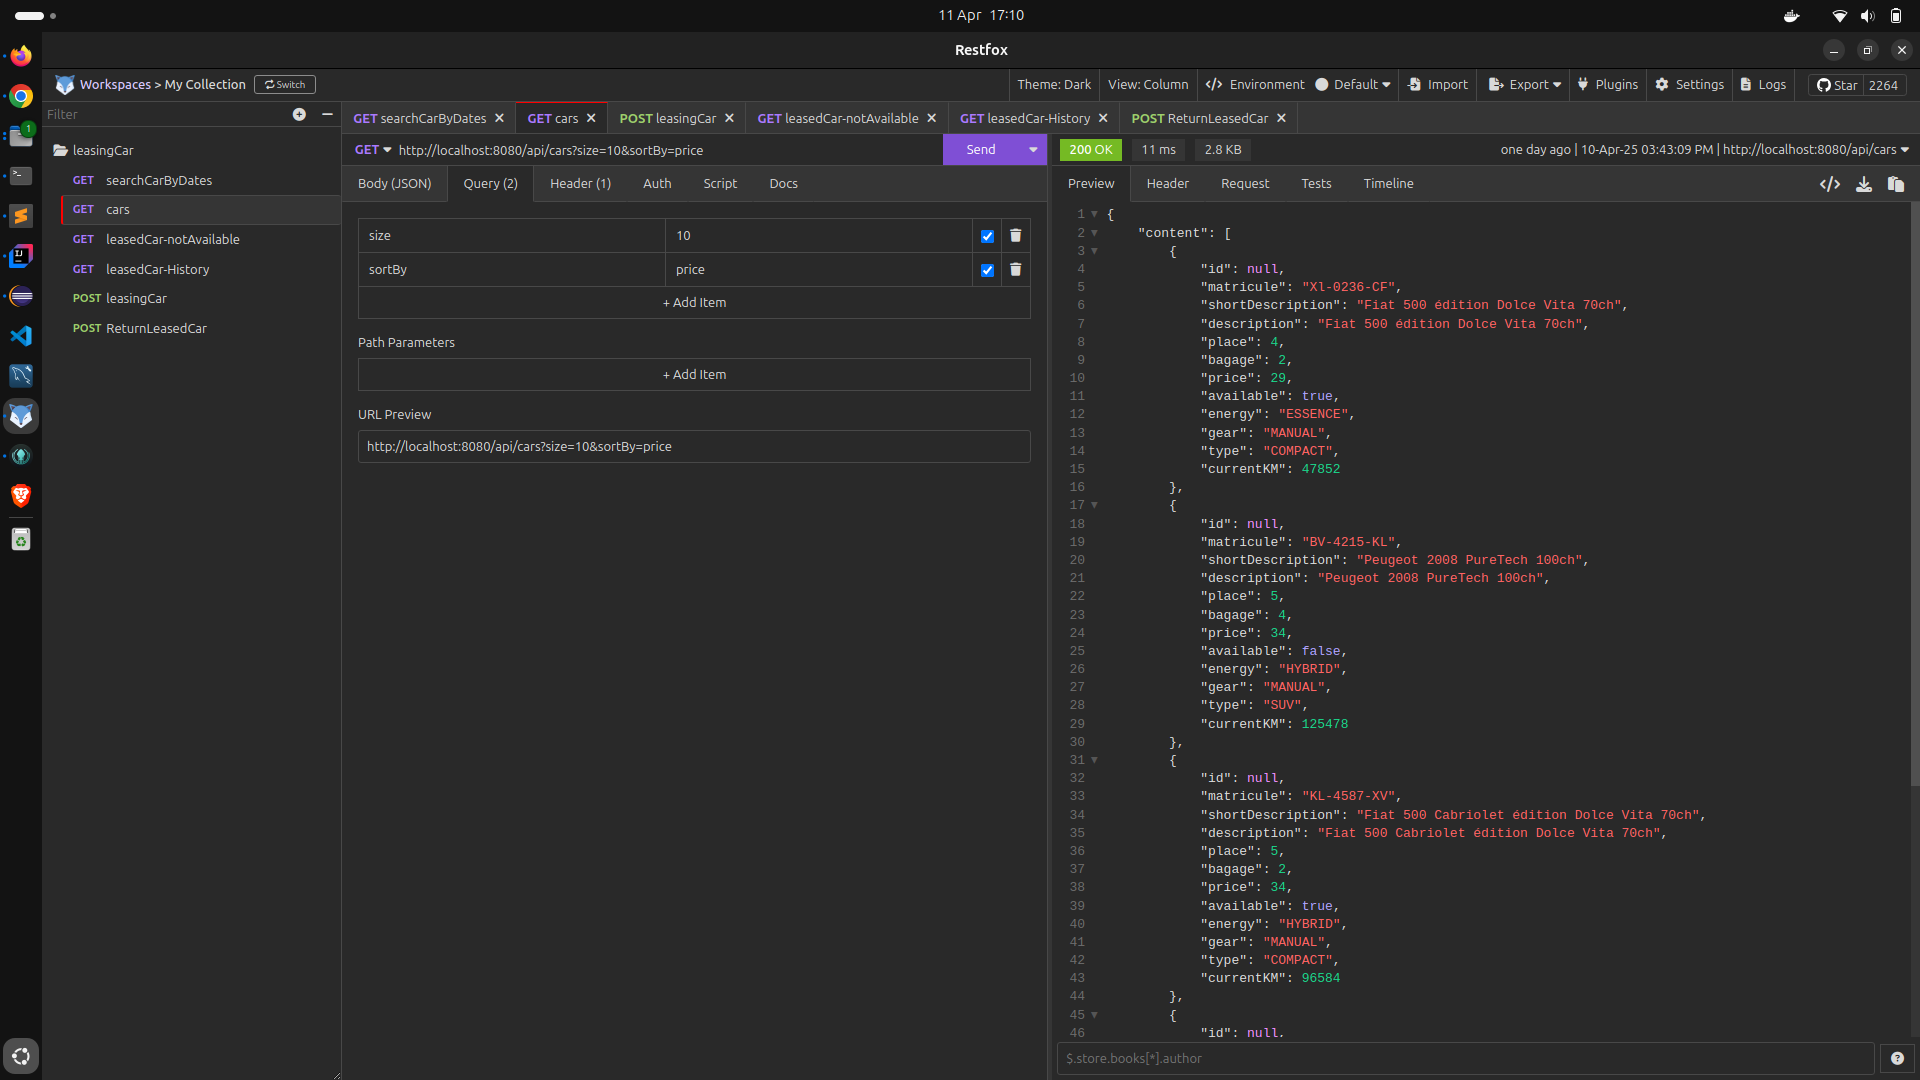 11 Apr 17:10
Restfox
Workspaces > My Collection Switch
Theme: Dark View: Column Environment Default Import Export Plugins Settings Logs Star 2264
Filter
GET searchCarByDates
GET cars
POST leasingCar
GET leasedCar-notAvailable
GET leasedCar-History
POST ReturnLeasedCar
leasingCar
GET searchCarByDates
GET cars
GET leasedCar-notAvailable
GET leasedCar-History
POST leasingCar
POST ReturnLeasedCar
1
GET http://localhost:8080/api/cars?size=10&sortBy=price Send
Body (JSON) Query (2) Header (1) Auth Script Docs
size 10
sortBy price
+ Add Item
Path Parameters
+ Add Item
URL Preview
http://localhost:8080/api/cars?size=10&sortBy=price
200 OK 11 ms 2.8 KB one day ago | 10-Apr-25 03:43:09 PM | http://localhost:8080/api/cars
Preview Header Request Tests Timeline
1 {
2 "content": [
3 {
4 "id": null,
5 "matricule": "Xl-0236-CF",
6 "shortDescription": "Fiat 500 édition Dolce Vita 70ch",
7 "description": "Fiat 500 édition Dolce Vita 70ch",
8 "place": 4,
9 "bagage": 2,
10 "price": 29,
11 "available": true,
12 "energy": "ESSENCE",
13 "gear": "MANUAL",
14 "type": "COMPACT",
15 "currentKM": 47852
16 },
17 {
18 "id": null,
19 "matricule": "BV-4215-KL",
20 "shortDescription": "Peugeot 2008 PureTech 100ch",
21 "description": "Peugeot 2008 PureTech 100ch",
22 "place": 5,
23 "bagage": 4,
24 "price": 34,
25 "available": false,
26 "energy": "HYBRID",
27 "gear": "MANUAL",
28 "type": "SUV",
29 "currentKM": 125478
30 },
31 {
32 "id": null,
33 "matricule": "KL-4587-XV",
34 "shortDescription": "Fiat 500 Cabriolet édition Dolce Vita 70ch",
35 "description": "Fiat 500 Cabriolet édition Dolce Vita 70ch",
36 "place": 5,
37 "bagage": 2,
38 "price": 34,
39 "available": true,
40 "energy": "HYBRID",
41 "gear": "MANUAL",
42 "type": "COMPACT",
43 "currentKM": 96584
44 },
45 {
46 "id": null,
$.store.books[*].author